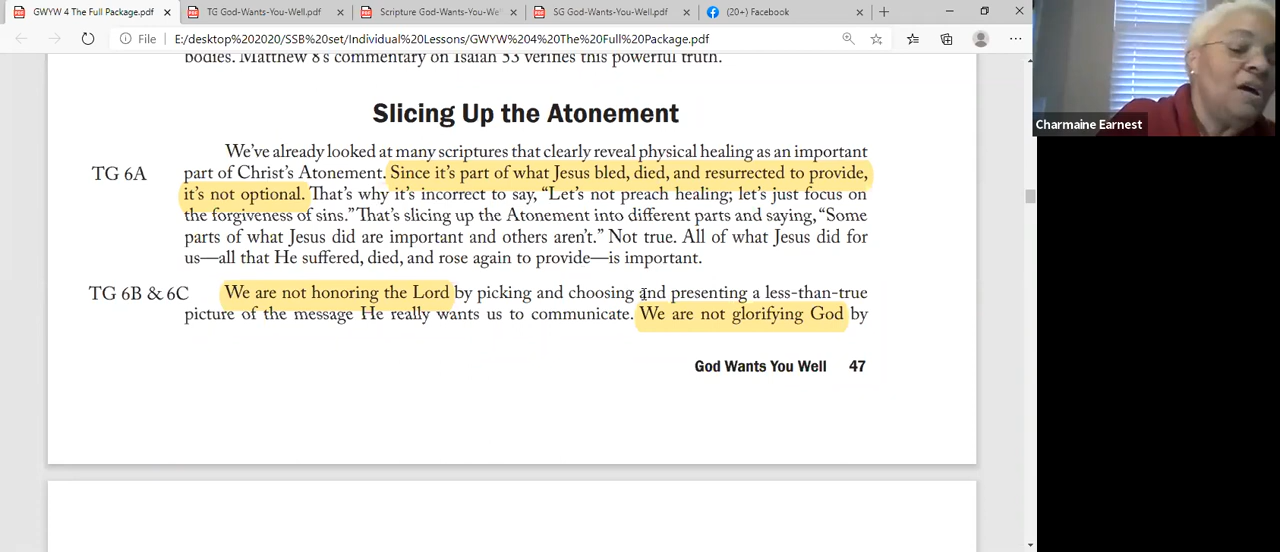 GWYW 4 The Full Package.pdf
TG God-Wants-You-Well.pdf
Scripture God-Wants-You-We
SG God-Wants-You-Well.pdf
(20+) Facebook
File E:/desktop%202020/SSB%20set/Individual%20Lessons/GWYW%204%20The%20Full%20Package.pdf
bodies. Matthew 8's commentary on Isaiah 53 verifies this powerful truth.
Charmaine Earnest
Slicing Up the Atonement
We've already looked at many scriptures that clearly reveal physical healing as an important
TG 6A part of Christ's Atonement. Since it's part of what Jesus bled, died, and resurrected to provide,
it's not optional. That's why it's incorrect to say, "Let's not preach healing; let's just focus on
the forgiveness of sins." That's slicing up the Atonement into different parts and saying, "Some
parts of what Jesus did are important and others aren't." Not true. All of what Jesus did for
us—all that He suffered, died, and rose again to provide—is important.
TG 6B & 6C We are not honoring the Lord by picking and choosing and presenting a less-than-true
picture of the message He really wants us to communicate. We are not glorifying God by
God Wants You Well 47